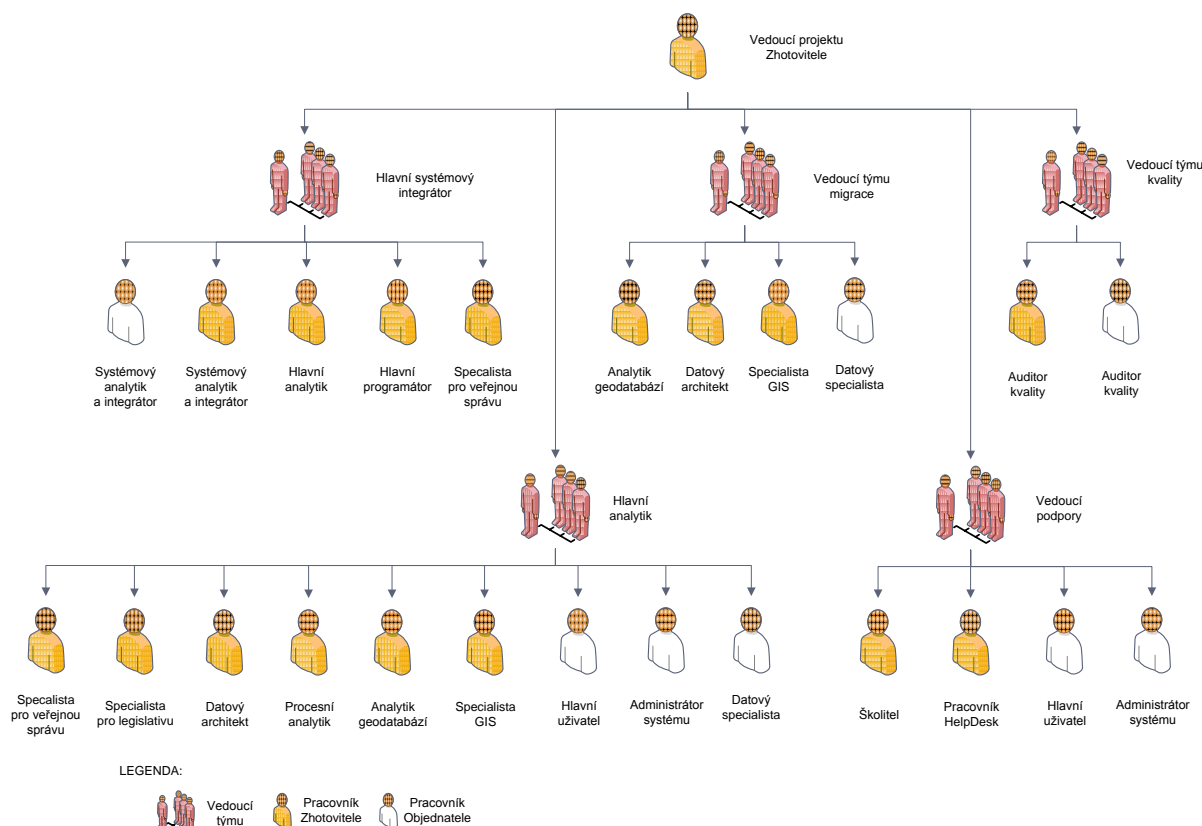 Vedoucí projektu
Zhotovitele
Hlavní systémový
integrátor
Vedoucí týmu
migrace
Vedoucí týmu
kvality
Systémový
analytik
a integrátor
Systémový
analytik
a integrátor
Hlavní
analytik
Hlavní
programátor
Specalista
pro veřejnou
správu
Analytik
geodatabází
Datový
architekt
Specialista
GIS
Datový
specialista
Auditor
kvality
Auditor
kvality
Hlavní
analytik
Vedoucí
podpory
Specalista
pro veřejnou
správu
Specialista
pro legislativu
Datový
architekt
Procesní
analytik
Analytik
geodatabází
Specialista
GIS
Hlavní
uživatel
Administrátor
systému
Datový
specialista
Školitel
Pracovník
HelpDesk
Hlavní
uživatel
Administrátor
systému
LEGENDA:
Vedoucí
týmu
Pracovník
Zhotovitele
Pracovník
Objednatele